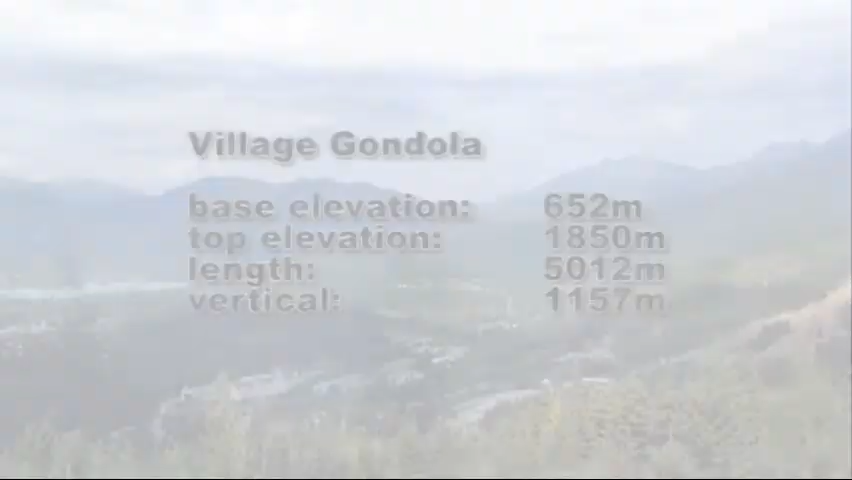 Village Gondola
base elevation: 652m
top elevation: 1850m
length: 5012m
vertical: 1157m